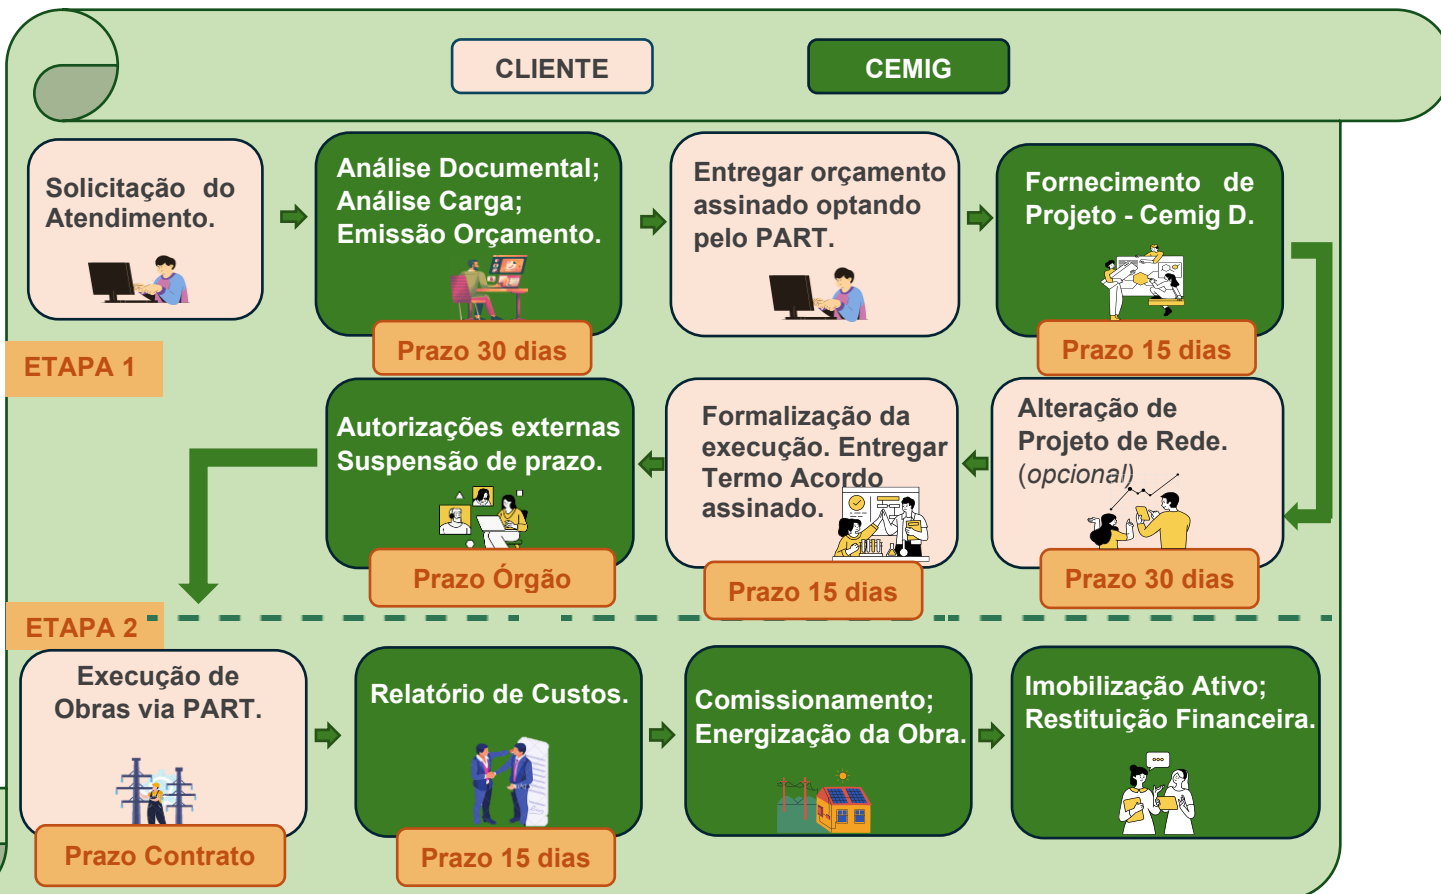 CLIENTE
CEMIG
Solicitação do
Atendimento.
Análise Documental;
Análise Carga;
Emissão Orçamento.
Prazo 30 dias
Entregar orçamento
assinado optando
pelo PART.
Fornecimento de
Projeto - Cemig D.
Prazo 15 dias
ETAPA 1
Alteração de
Projeto de Rede.
(opcional)
Prazo 30 dias
Formalização da
execução. Entregar
Termo Acordo
assinado.
Prazo 15 dias
Autorizações externas
Suspensão de prazo.
Prazo Órgão
ETAPA 2
Execução de
Obras via PART.
Prazo Contrato
Relatório de Custos.
Prazo 15 dias
Comissionamento;
Energização da Obra.
Imobilização Ativo;
Restituição Financeira.